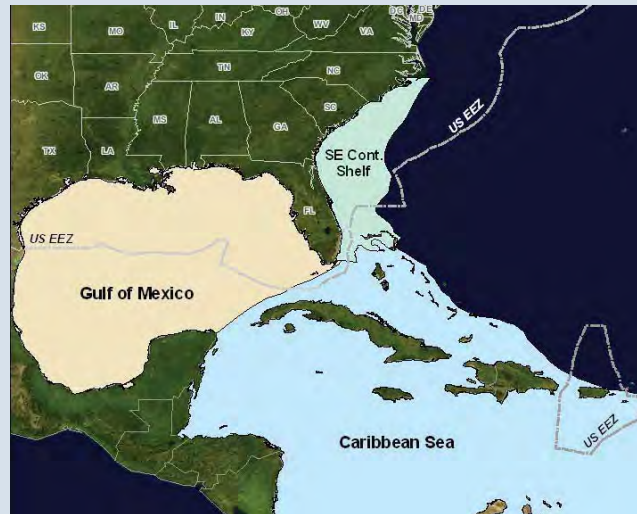 KS
MO
IL
IN
OH
WV
DC
DE
MD
KY
VA
OK
AR
TN
NC
SC
MS
AL
GA
TX
LA
FL
US EEZ
SE Cont.
Shelf
US EEZ
Gulf of Mexico
Caribbean Sea
US EEZ